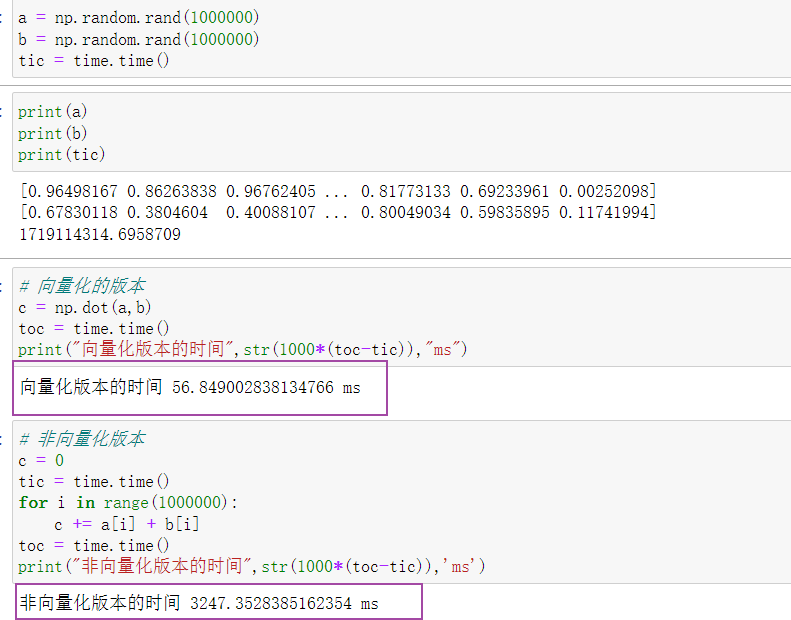 a = np.random.rand(1000000)
b = np.random.rand(1000000)
tic = time.time()
print(a)
print(b)
print(tic)
[0.96498167 0.86263838 0.96762405 ... 0.81773133 0.69233961 0.00252098]
[0.67830118 0.3804604  0.40088107 ... 0.80049034 0.59835895 0.11741994]
1719114314.6958709
# 向量化的版本
c = np.dot(a,b)
toc = time.time()
print("向量化版本的时间",str(1000*(toc-tic)),"ms")
向量化版本的时间 56.849002838134766 ms
# 非向量化版本
c = 0
tic = time.time()
for i in range(1000000):
    c += a[i] + b[i]
toc = time.time()
print("非向量化版本的时间",str(1000*(toc-tic)),'ms')
非向量化版本的时间 3247.3528385162354 ms